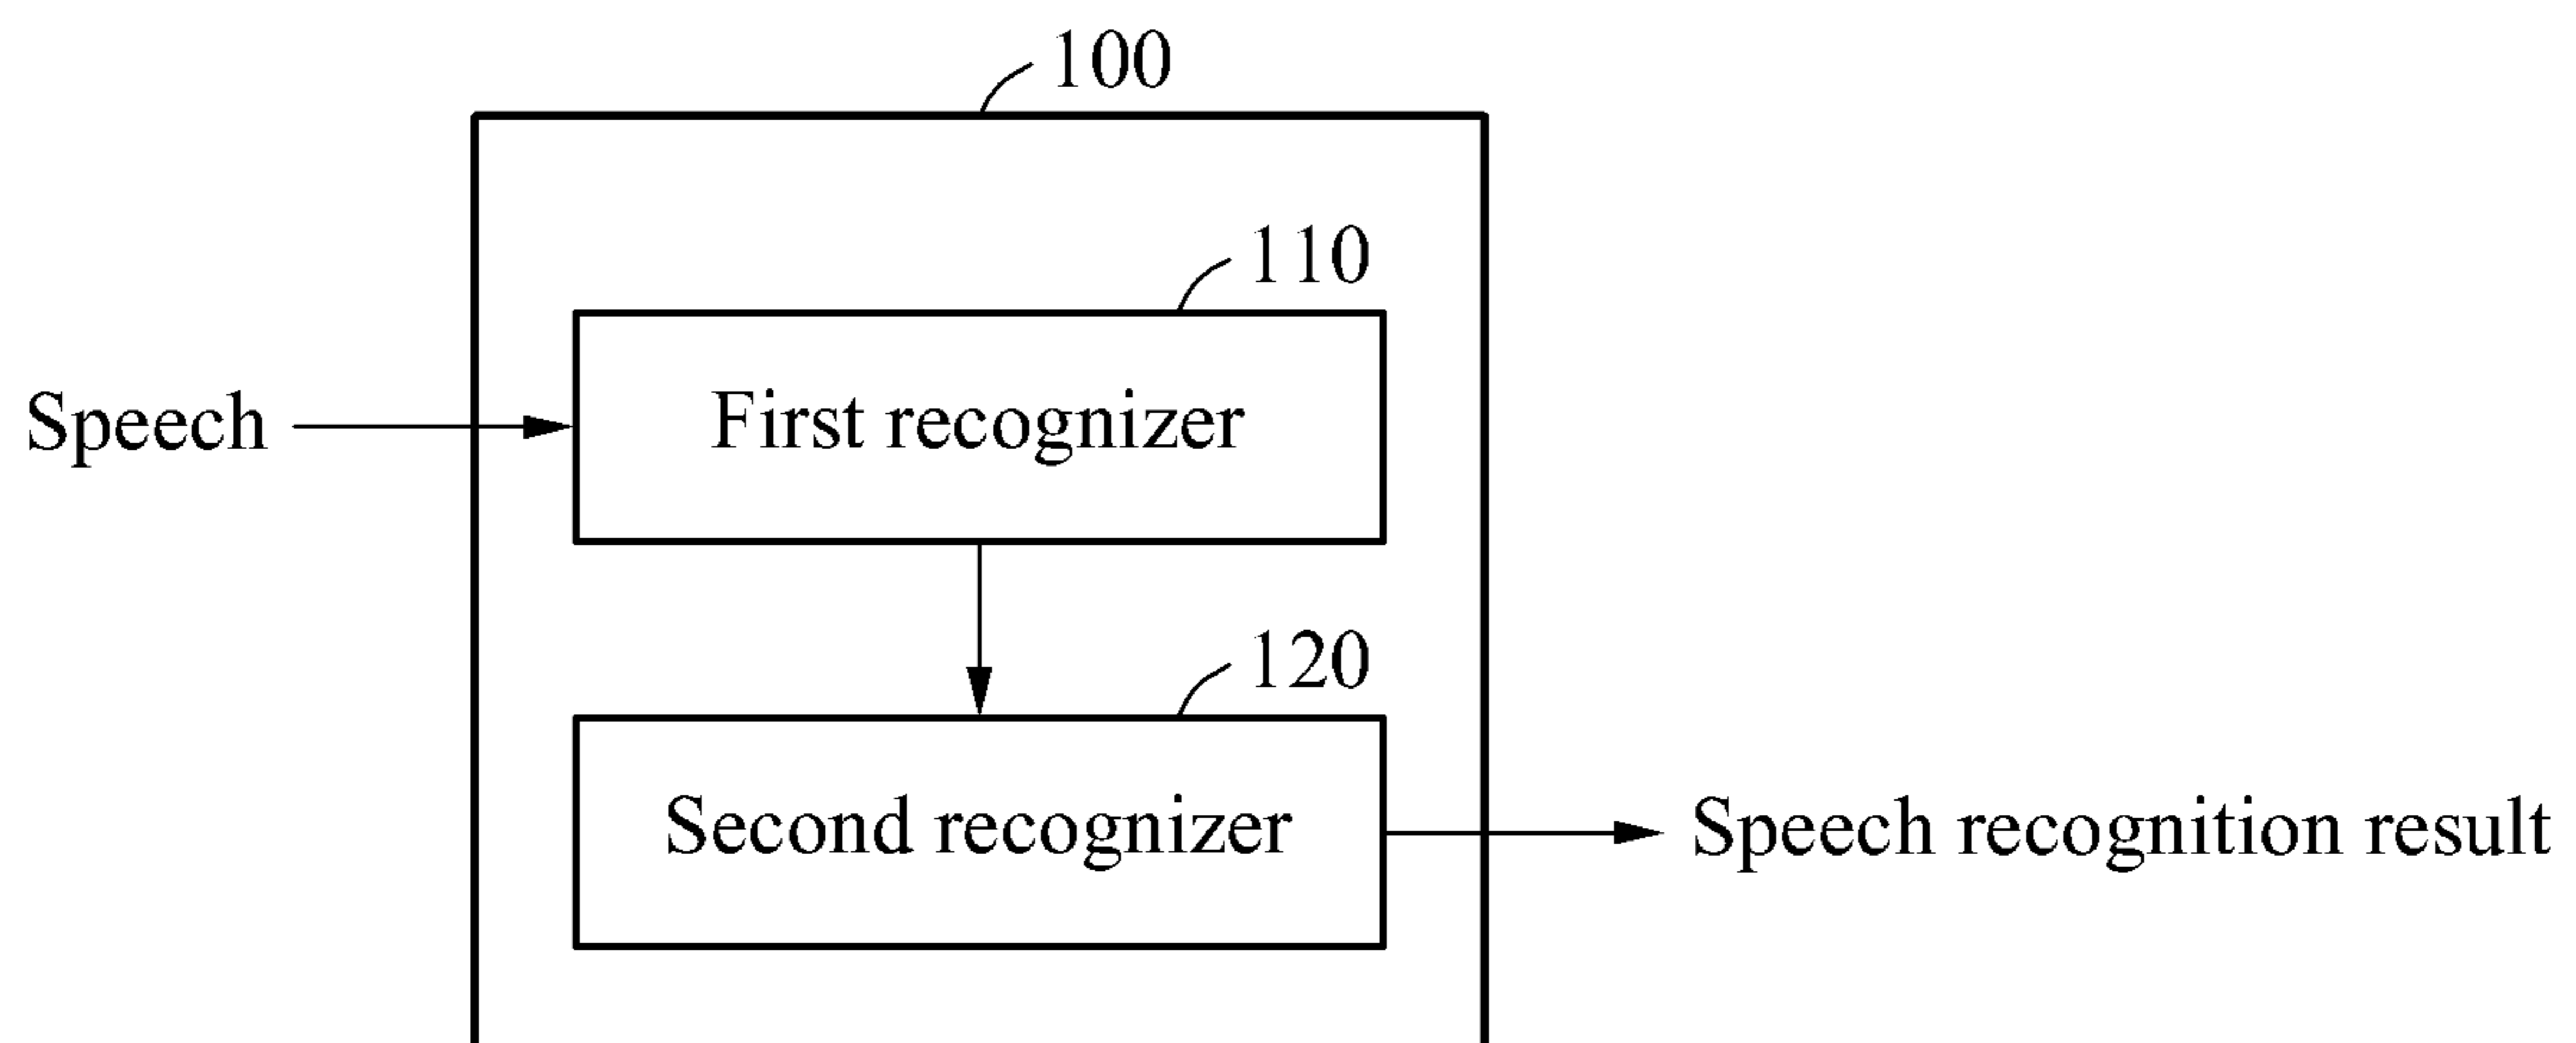 100
110
Speech
First recognizer
120
Second recognizer
Speech recognition result